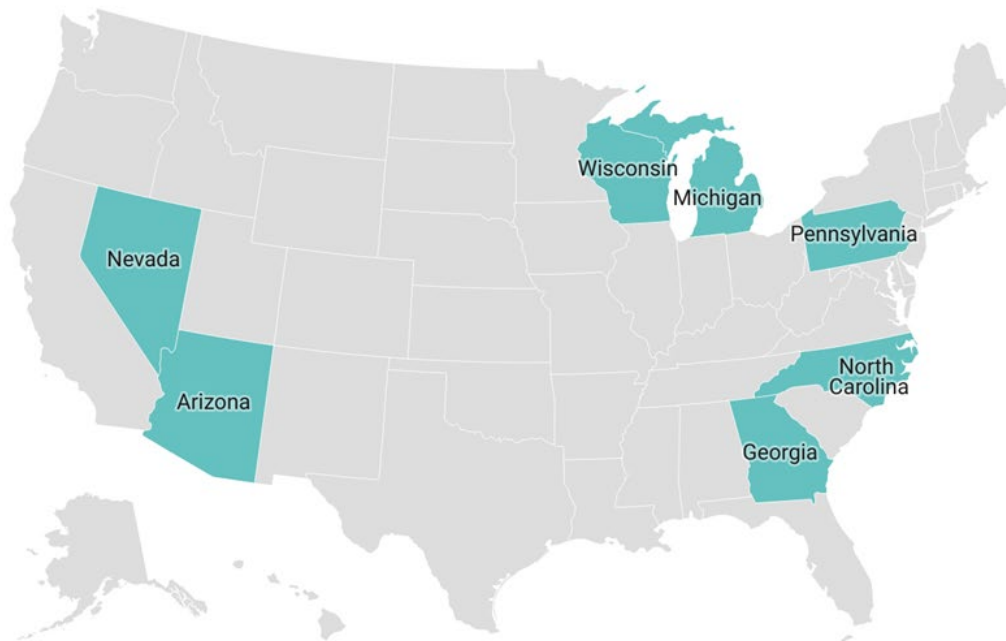 Wisconsin
Michigan
Pennsylvania
Nevada
North
Carolina
Arizona
Georgia